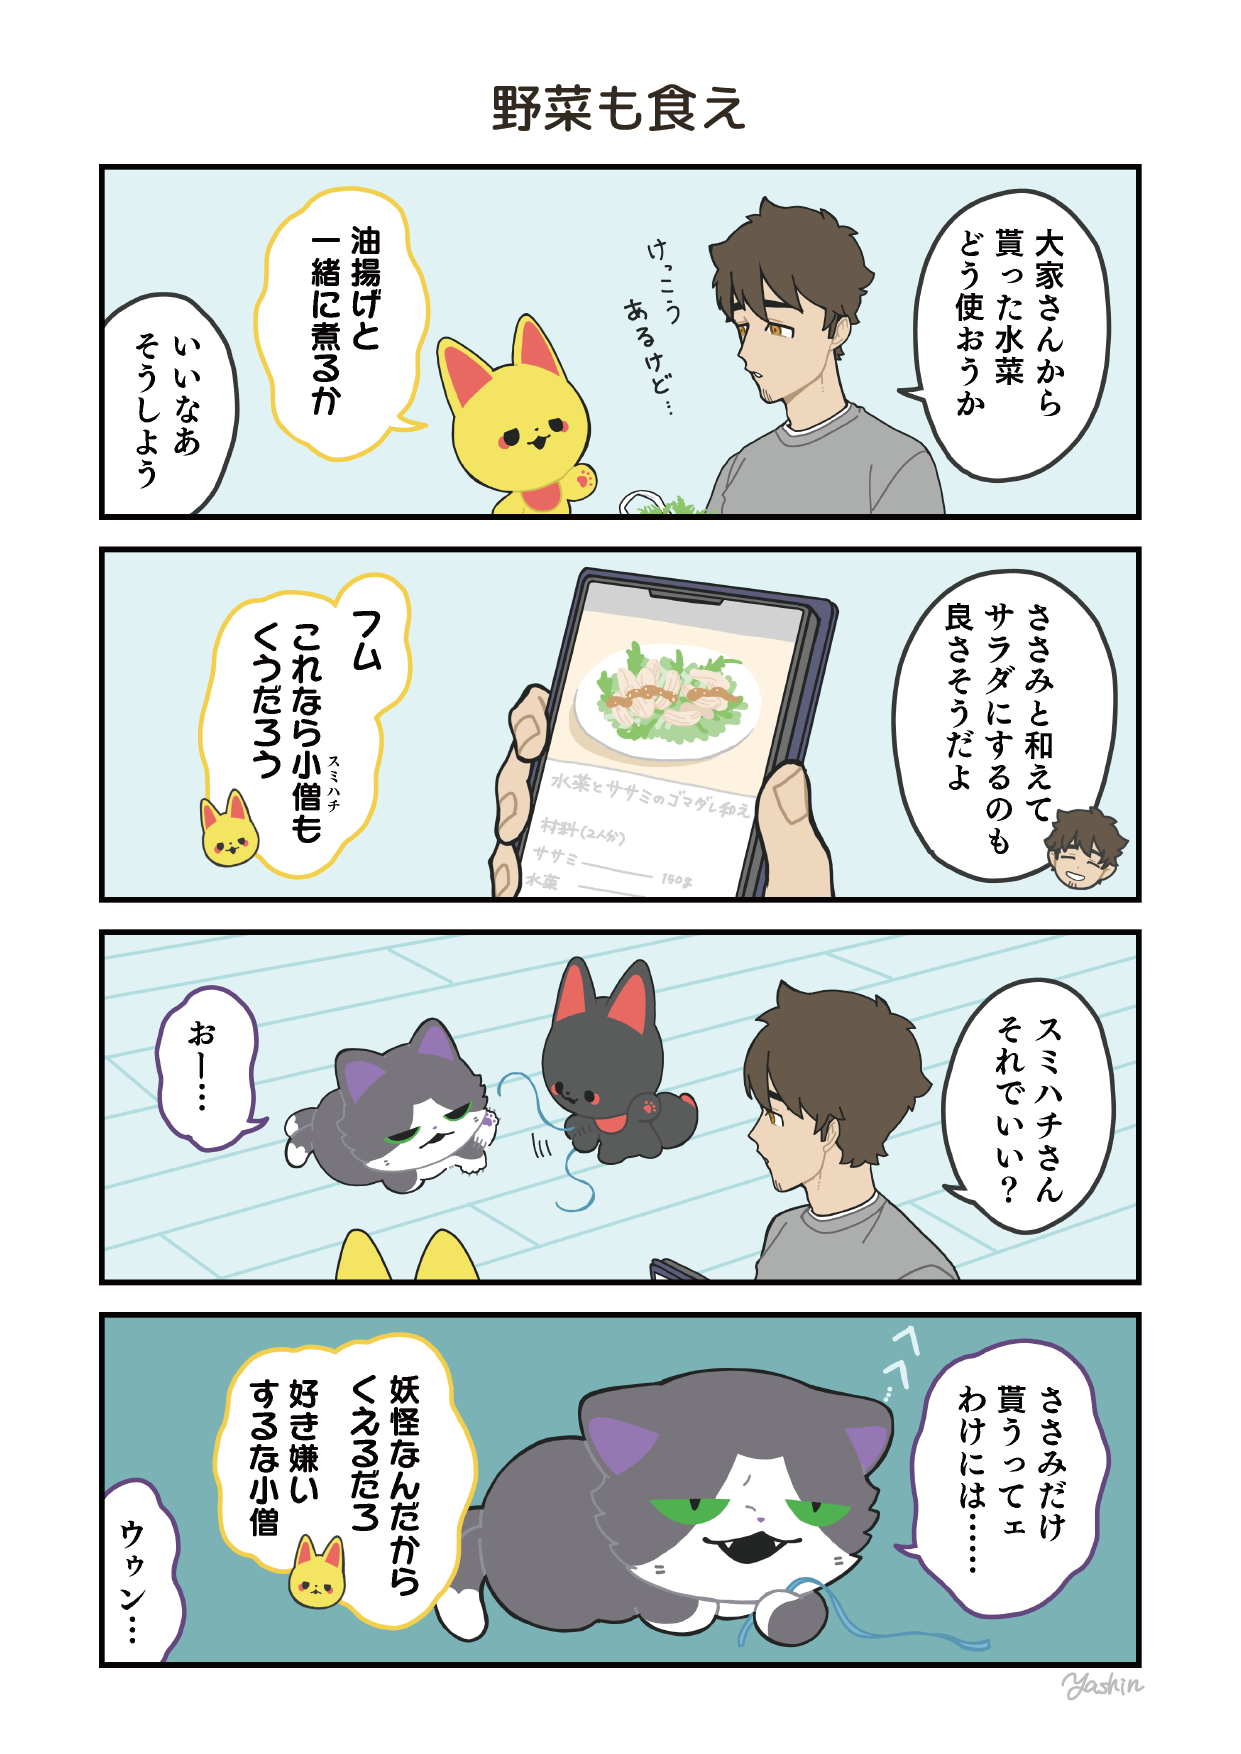 野菜も食え
大家さんから
貰った水菜
どう使おうか
けっこう
あるけど…
油揚げと
一緒に煮るか
いいなあ
そうしよう
ささみと和えて
サラダにするのも
良さそうだよ
水菜とササミのゴマダレ和え
材料(2人分)
ササミ 150g
水菜
フム
これなら小僧も
スミハチ
くうだろう
スミハチさん
それでいい?
おー…
ささみだけ
貰うってェ
わけには……
妖怪なんだから
くえるだろ
好き嫌い
するな小僧
ウゥン…
Yashin